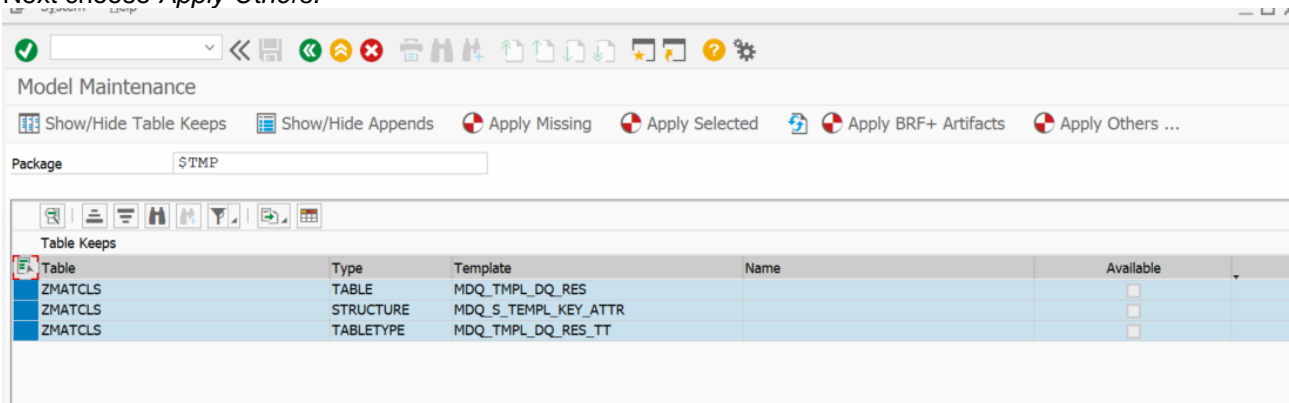 Next choose Apply Others.
System Help
Model Maintenance
Show/Hide Table Keeps Show/Hide Appends Apply Missing Apply Selected Apply BRF+ Artifacts Apply Others ...
Package $TMP
Table Keeps
Table Type Template Name Available
ZMATCLS TABLE MDQ_TMPL_DQ_RES
ZMATCLS STRUCTURE MDQ_S_TEMPL_KEY_ATTR
ZMATCLS TABLETYPE MDQ_TMPL_DQ_RES_TT